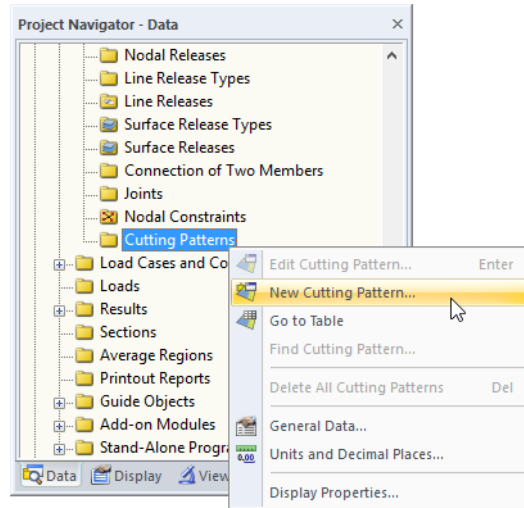 Project Navigator - Data
Nodal Releases
Line Release Types
Line Releases
Surface Release Types
Surface Releases
Connection of Two Members
Joints
Nodal Constraints
Cutting Patterns
Load Cases and Co
Loads
Results
Sections
Average Regions
Printout Reports
Guide Objects
Add-on Modules
Stand-Alone Progra
Data Display View
Edit Cutting Pattern... Enter
New Cutting Pattern...
Go to Table
Find Cutting Pattern...
Delete All Cutting Patterns Del
General Data...
0.00 Units and Decimal Places...
Display Properties...